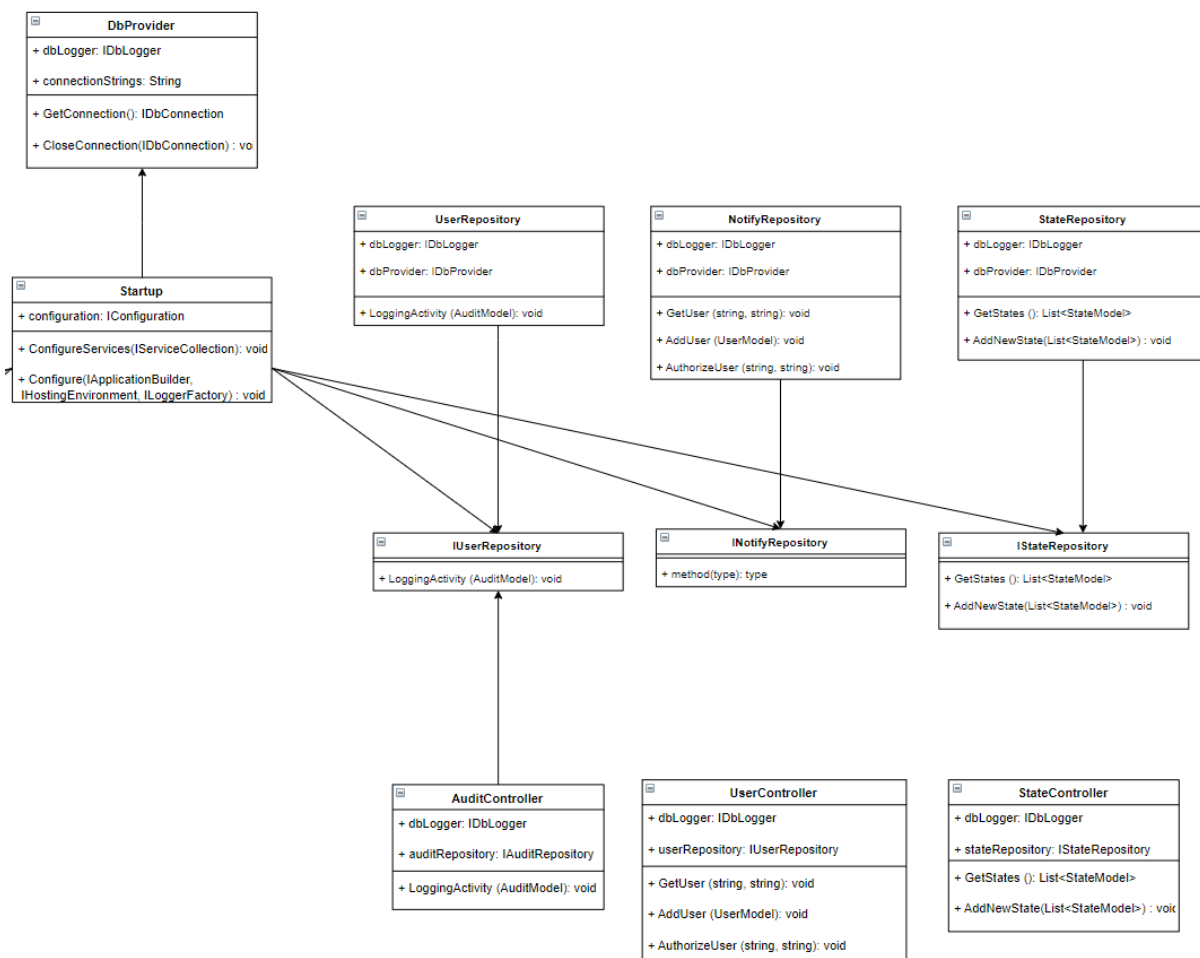 DbProvider
+ dbLogger: IDbLogger
+ connectionStrings: String
+ GetConnection(): IDbConnection
+ CloseConnection(IDbConnection) : voi
Startup
+ configuration: IConfiguration
+ ConfigureServices(IServiceCollection): void
+ Configure(IApplicationBuilder,
IHostingEnvironment, ILoggerFactory) : void
UserRepository
+ dbLogger: IDbLogger
+ dbProvider: IDbProvider
+ LoggingActivity (AuditModel): void
NotifyRepository
+ dbLogger: IDbLogger
+ dbProvider: IDbProvider
+ GetUser (string, string): void
+ AddUser (UserModel): void
+ AuthorizeUser (string, string): void
StateRepository
+ dbLogger: IDbLogger
+ dbProvider: IDbProvider
+ GetStates (): List<StateModel>
+ AddNewState(List<StateModel>) : void
IUserRepository
+ LoggingActivity (AuditModel): void
INotifyRepository
+ method(type): type
IStateRepository
+ GetStates (): List<StateModel>
+ AddNewState(List<StateModel>) : void
AuditController
+ dbLogger: IDbLogger
+ auditRepository: IAuditRepository
+ LoggingActivity (AuditModel): void
UserController
+ dbLogger: IDbLogger
+ userRepository: IUserRepository
+ GetUser (string, string): void
+ AddUser (UserModel): void
+ AuthorizeUser (string, string): void
StateController
+ dbLogger: IDbLogger
+ stateRepository: IStateRepository
+ GetStates (): List<StateModel>
+ AddNewState(List<StateModel>) : void